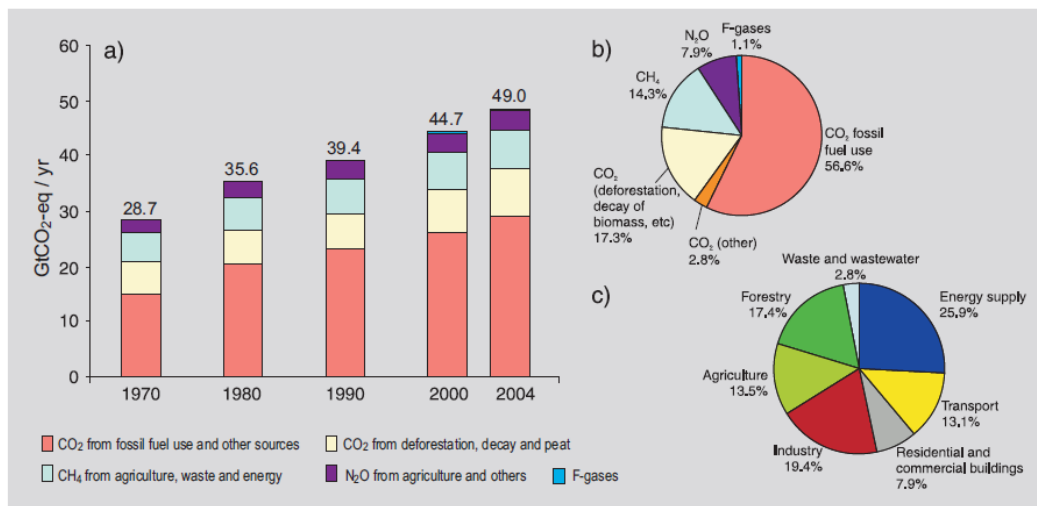 a)
GtCO₂-eq / yr
60
50
40
30
20
10
0
28.7
35.6
39.4
44.7
49.0
1970
1980
1990
2000
2004
CO₂ from fossil fuel use and other sources
CO₂ from deforestation, decay and peat
CH₄ from agriculture, waste and energy
N₂O from agriculture and others
F-gases
b)
F-gases
1.1%
N₂O
7.9%
CH₄
14.3%
CO₂ fossil
fuel use
56.6%
CO₂
(deforestation,
decay of
biomass, etc)
17.3%
CO₂ (other)
2.8%
c)
Waste and wastewater
2.8%
Forestry
17.4%
Energy supply
25.9%
Agriculture
13.5%
Transport
13.1%
Industry
19.4%
Residential and
commercial buildings
7.9%